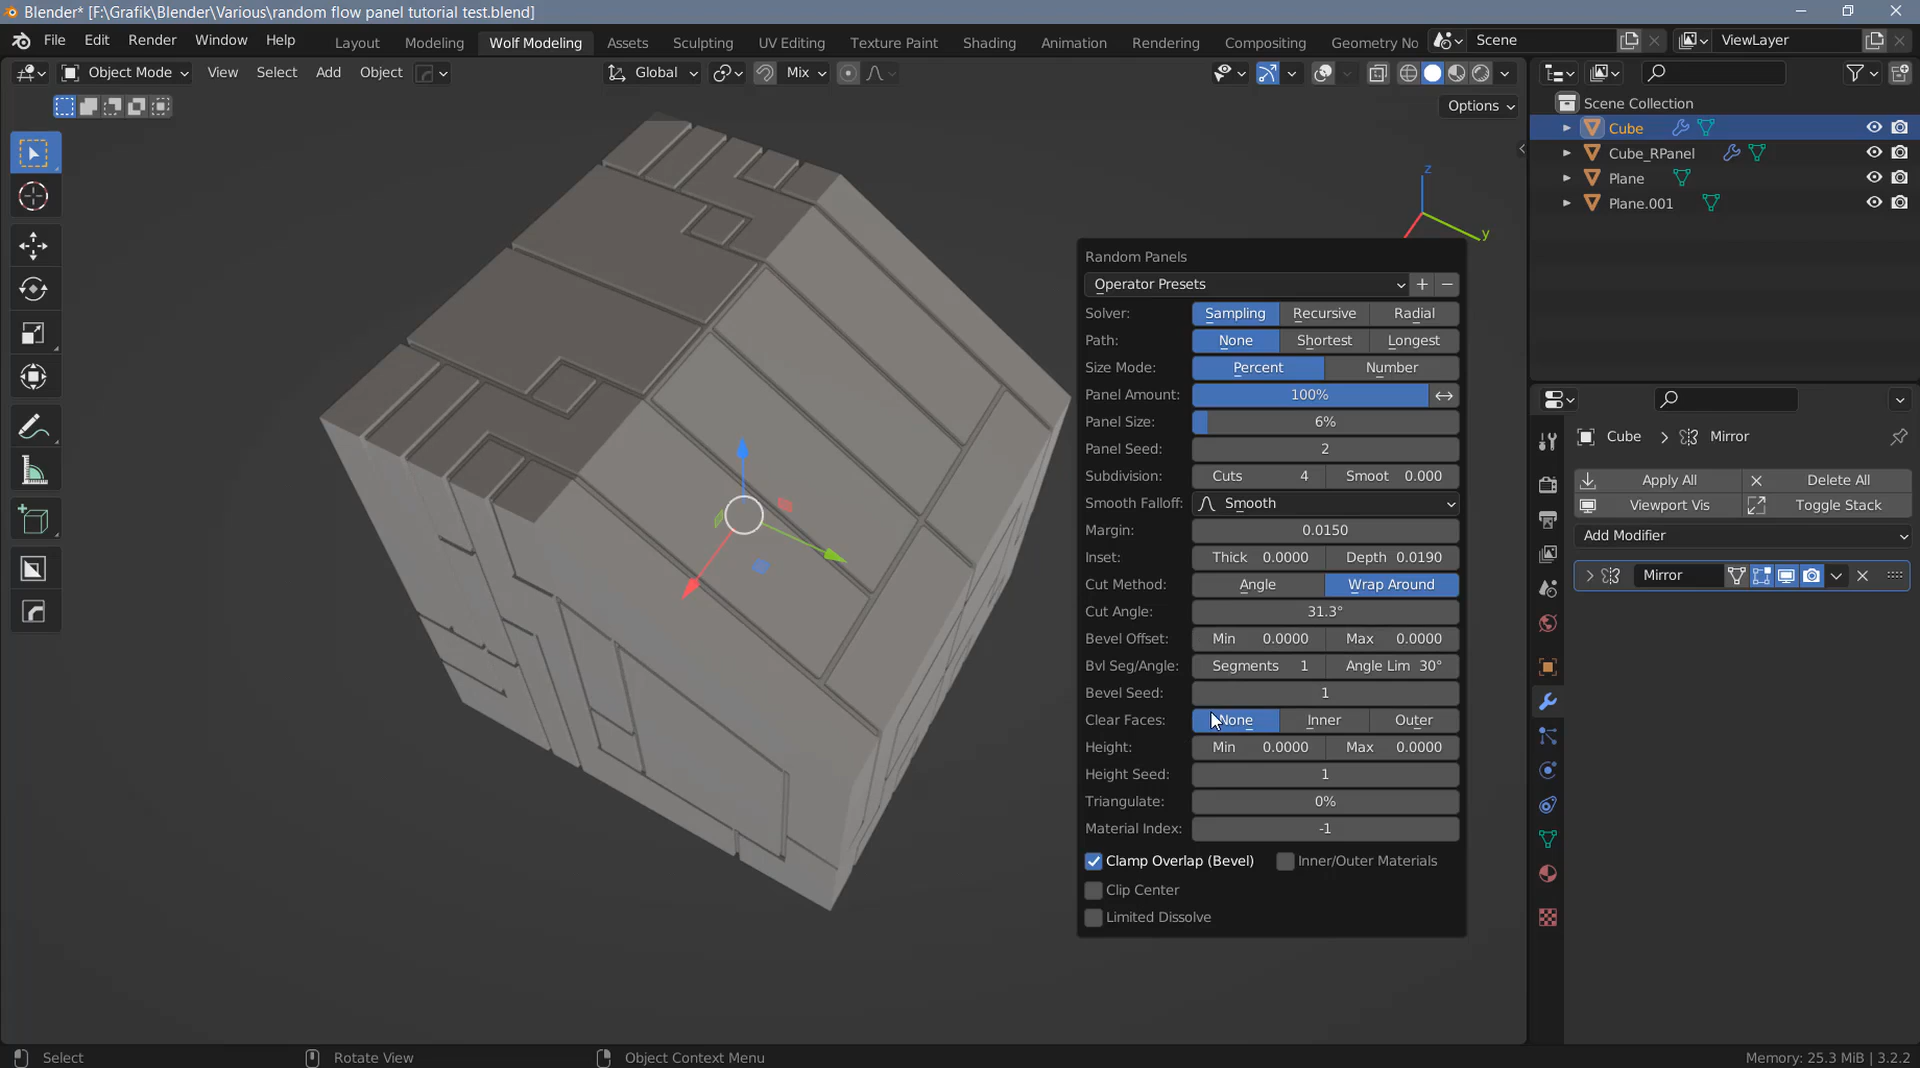 Blender* [F:\Grafik\Blender\Various\random flow panel tutorial test.blend]
File Edit Render Window Help Layout Modeling Wolf Modeling Assets Sculpting UV Editing Texture Paint Shading Animation Rendering Compositing Geometry No Scene ViewLayer
Object Mode View Select Add Object Global Mix
Options
Scene Collection
Cube
Cube_RPanel
Plane
Plane.001
z
y
Random Panels
Operator Presets
Solver: Sampling Recursive Radial
Path: None Shortest Longest
Size Mode: Percent Number
Panel Amount: 100%
Panel Size: 6%
Panel Seed: 2
Subdivision: Cuts 4 Smoot 0.000
Smooth Falloff: Smooth
Margin: 0.0150
Inset: Thick 0.0000 Depth 0.0190
Cut Method: Angle Wrap Around
Cut Angle: 31.3°
Bevel Offset: Min 0.0000 Max 0.0000
Bvl Seg/Angle: Segments 1 Angle Lim 30°
Bevel Seed: 1
Clear Faces: None Inner Outer
Height: Min 0.0000 Max 0.0000
Height Seed: 1
Triangulate: 0%
Material Index: -1
Clamp Overlap (Bevel) Inner/Outer Materials
Clip Center
Limited Dissolve
Cube > Mirror
Apply All Delete All
Viewport Vis Toggle Stack
Add Modifier
Mirror
Select Rotate View Object Context Menu Memory: 25.3 MiB | 3.2.2